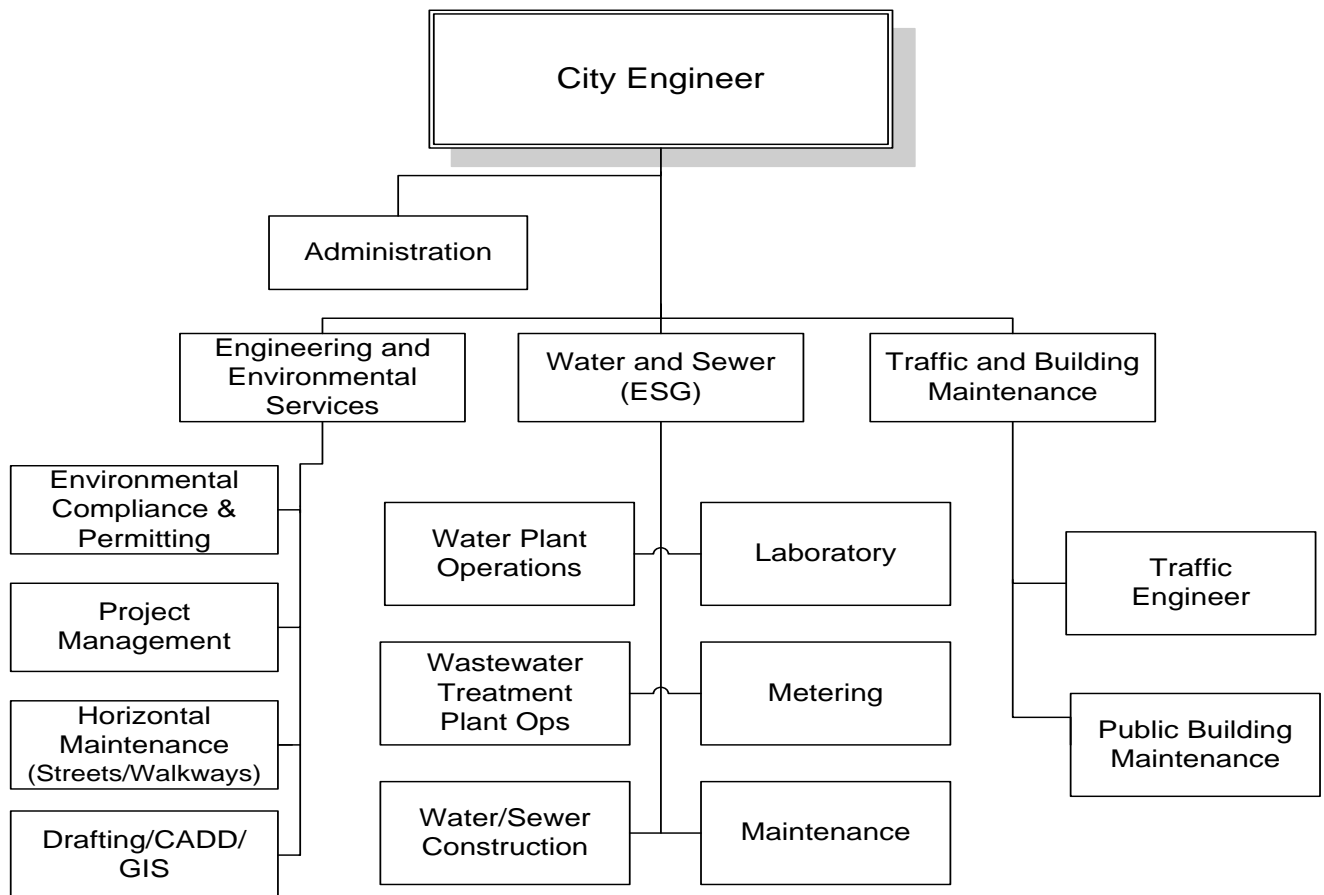 City Engineer
Administration
Engineering and
Environmental
Services
Water and Sewer
(ESG)
Traffic and Building
Maintenance
Environmental
Compliance &
Permitting
Project
Management
Horizontal
Maintenance
(Streets/Walkways)
Drafting/CADD/
GIS
Water Plant
Operations
Laboratory
Wastewater
Treatment
Plant Ops
Metering
Water/Sewer
Construction
Maintenance
Traffic
Engineer
Public Building
Maintenance